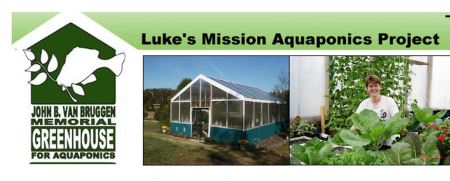 Luke's Mission Aquaponics Project
JOHN B. VAN BRUGGEN
MEMORIAL
GREENHOUSE
FOR AQUAPONICS